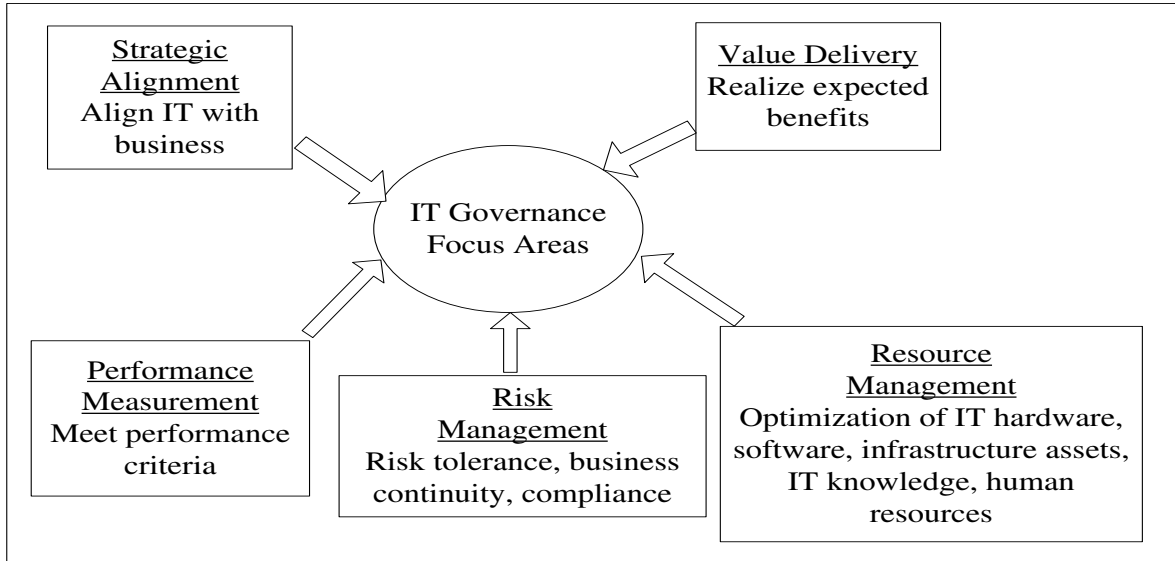 Strategic
Alignment
Align IT with
business
Value Delivery
Realize expected
benefits
IT Governance
Focus Areas
Performance
Measurement
Meet performance
criteria
Risk
Management
Risk tolerance, business
continuity, compliance
Resource
Management
Optimization of IT hardware,
software, infrastructure assets,
IT knowledge, human
resources